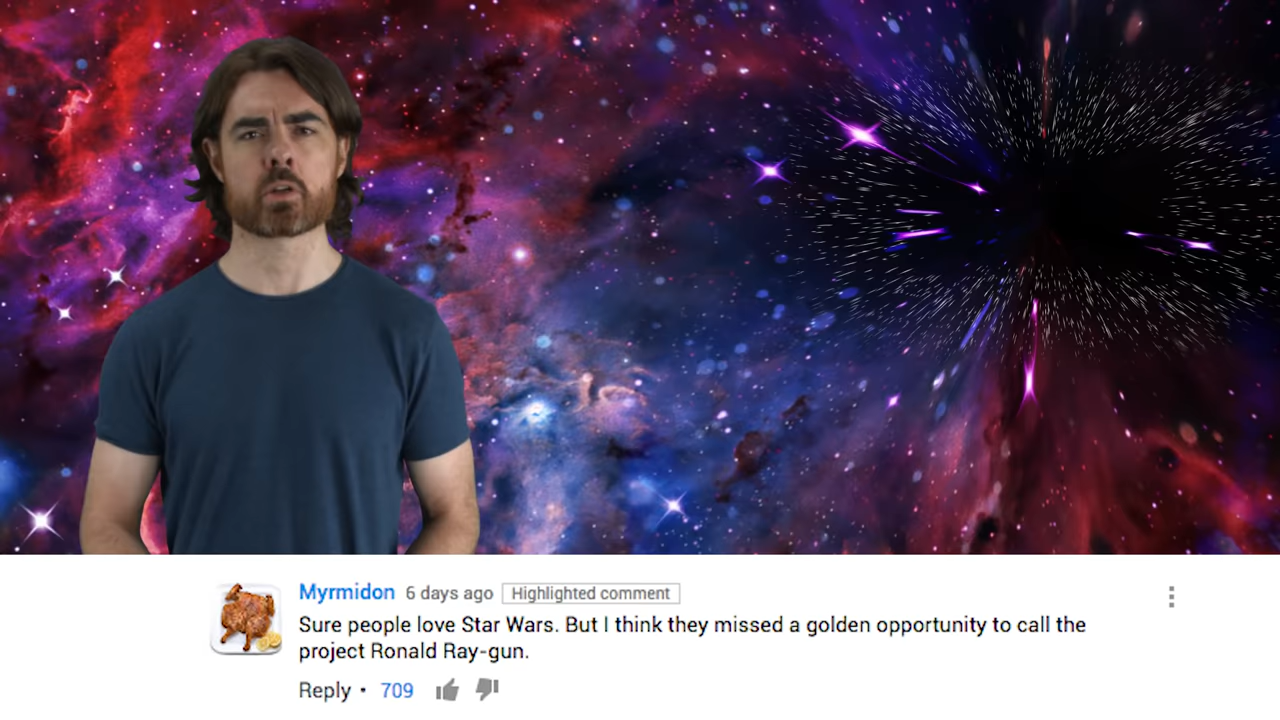 Myrmidon 6 days ago Highlighted comment
Sure people love Star Wars. But I think they missed a golden opportunity to call the
project Ronald Ray-gun.
Reply • 709